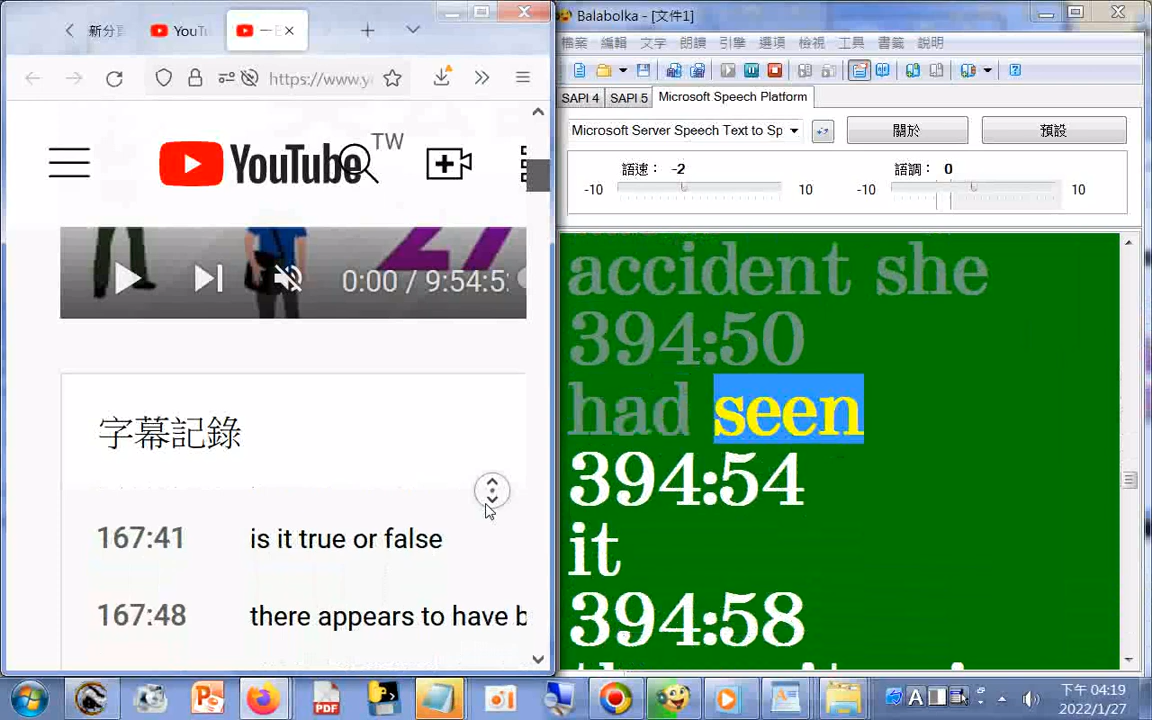 新分
YouTu
一
https://www.y
TW
YouTube
27
0:00 / 9:54:5
字幕記錄
167:41 is it true or false
167:48 there appears to have b
Balabolka - [文件1]
檔案 編輯 文字 朗讀 引擎 選項 檢視 工具 書籤 說明
SAPI 4 SAPI 5 Microsoft Speech Platform
Microsoft Server Speech Text to Sp 關於 預設
語速: -2 語調: 0
-10 10 -10 10
accident she
394:50
had seen
394:54
it
394:58
PDF
A
下午 04:19
2022/1/27